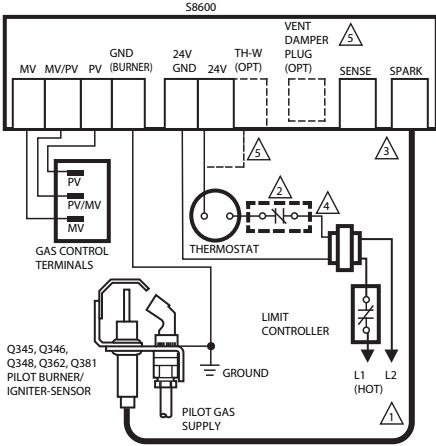 S8600
VENT
DAMPER
PLUG
(OPT)
5
MV
MV/PV
PV
GND
(BURNER)
24V
GND
24V
TH-W
(OPT)
SENSE
SPARK
5
3
2
4
PV
PV/MV
MV
GAS CONTROL
TERMINALS
THERMOSTAT
LIMIT
CONTROLLER
Q345, Q346,
Q348, Q362, Q381
PILOT BURNER/
IGNITER-SENSOR
GROUND
L1
(HOT)
L2
1
PILOT GAS
SUPPLY